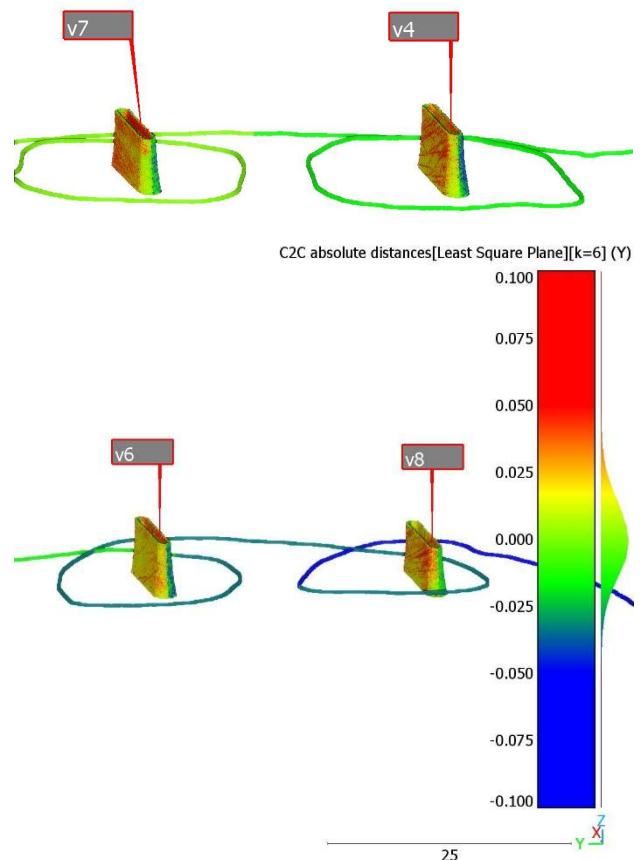 v7
v4
C2C absolute distances[Least Square Plane][k=6] (Y)
0.100
0.075
0.050
0.025
0.000
-0.025
-0.050
-0.075
-0.100
v6
v8
25
Z
X
Y